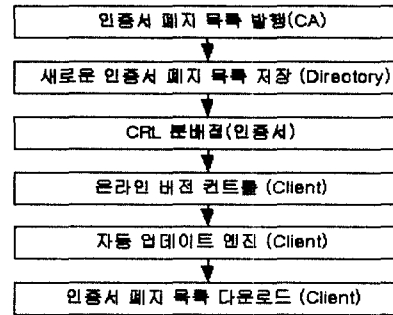 인증서 폐지 목록 발행(CA)
새로운 인증서 폐지 목록 저장 (Directory)
CRL 분배점(인증서)
온라인 버전 컨트롤 (Client)
자동 업데이트 엔진 (Client)
인증서 폐지 목록 다운로드 (Client)